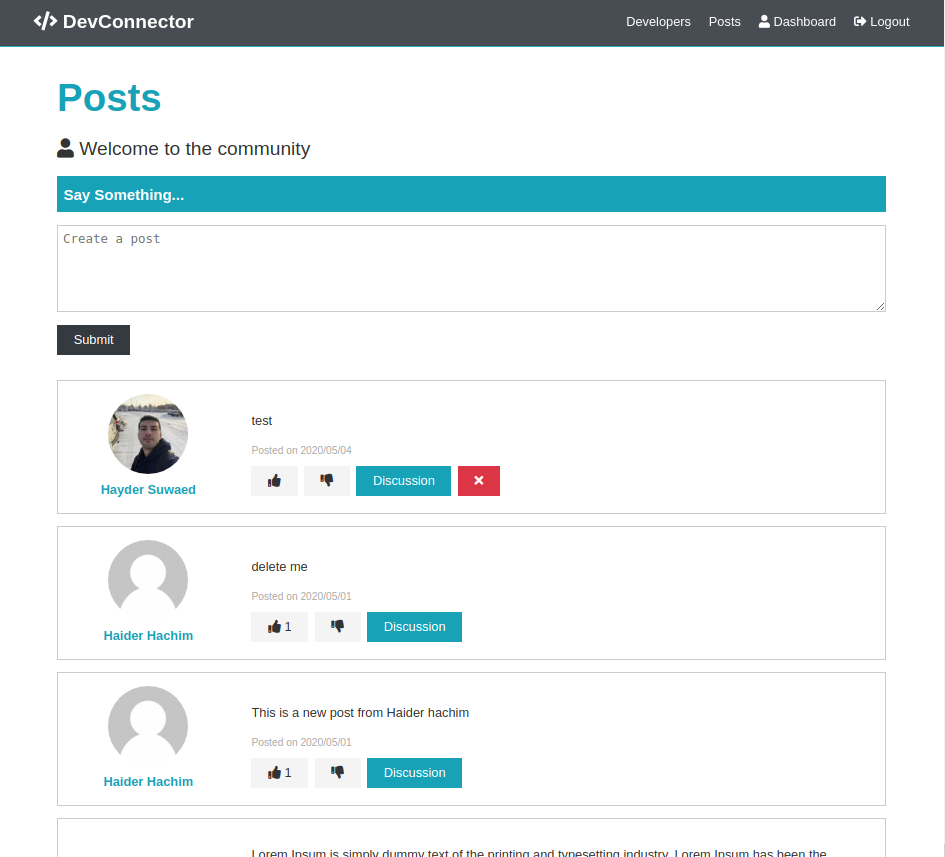 DevConnector
Developers Posts Dashboard Logout
Posts
Welcome to the community
Say Something...
Create a post
Submit
test
Posted on 2020/05/04
Discussion
Hayder Suwaed
delete me
Posted on 2020/05/01
1 Discussion
Haider Hachim
This is a new post from Haider hachim
Posted on 2020/05/01
1 Discussion
Haider Hachim
Lorem Ipsum is simply dummy text of the printing and typesetting industry. Lorem Ipsum has been the